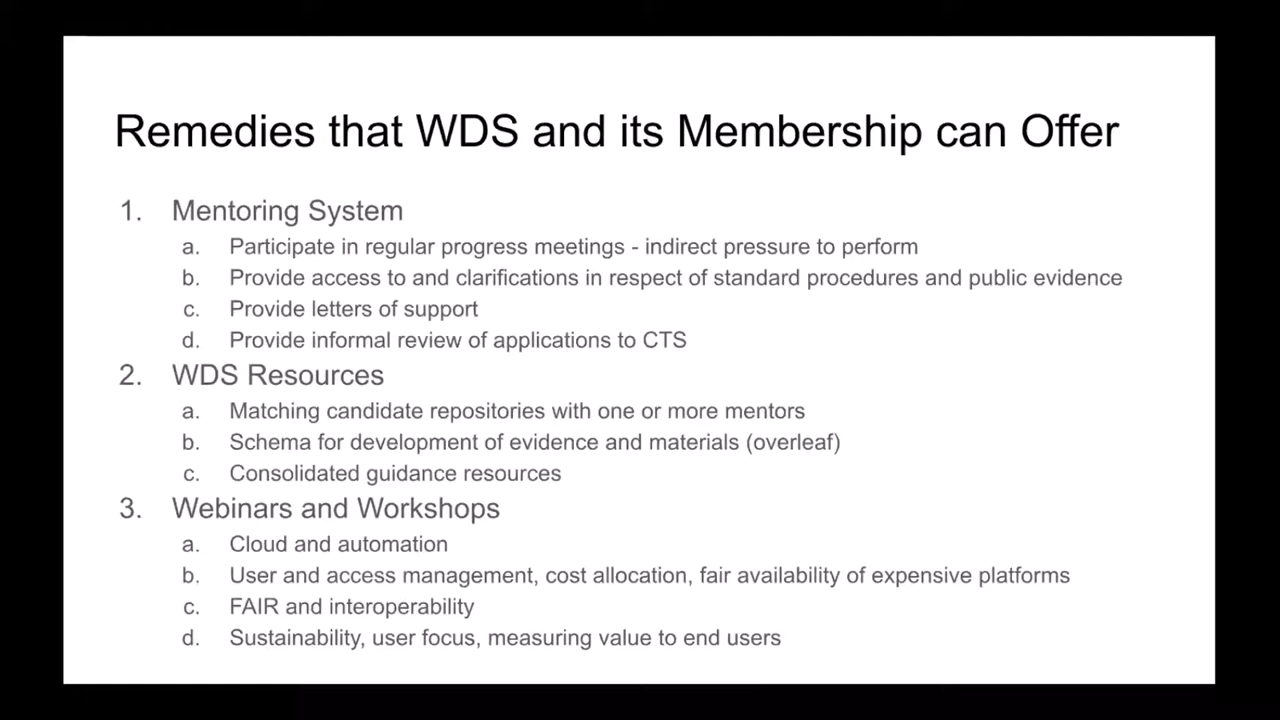 Remedies that WDS and its Membership can Offer
1. Mentoring System
a. Participate in regular progress meetings - indirect pressure to perform
b. Provide access to and clarifications in respect of standard procedures and public evidence
c. Provide letters of support
d. Provide informal review of applications to CTS
2. WDS Resources
a. Matching candidate repositories with one or more mentors
b. Schema for development of evidence and materials (overleaf)
c. Consolidated guidance resources
3. Webinars and Workshops
a. Cloud and automation
b. User and access management, cost allocation, fair availability of expensive platforms
c. FAIR and interoperability
d. Sustainability, user focus, measuring value to end users